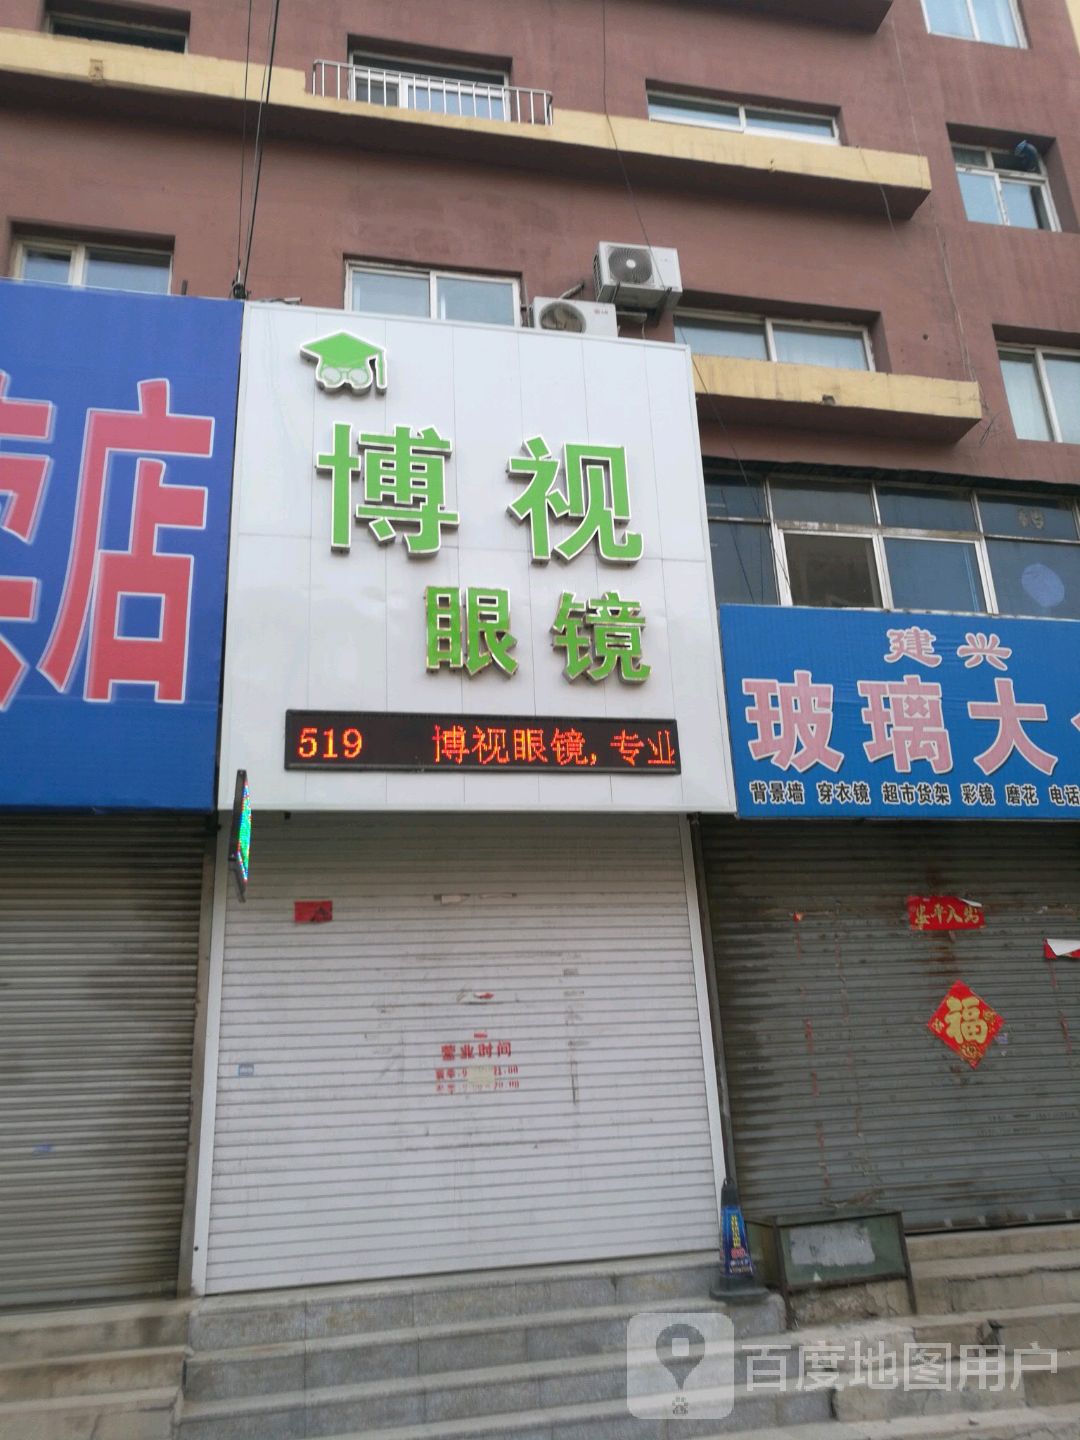 店
博视
眼镜
519 博视眼镜,专业
建兴
玻璃大
背景墙 穿衣镜 超市货架 彩镜 磨花 电话
福
营业时间
百度地图用户